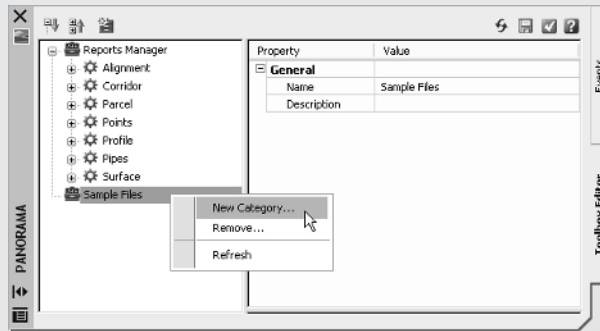 Reports Manager
Alignment
Corridor
Parcel
Points
Profile
Pipes
Surface
Sample Files
New Category...
Remove...
Refresh
Property Value
General
Name Sample Files
Description
Events
Toolbox Editor
PANORAMA